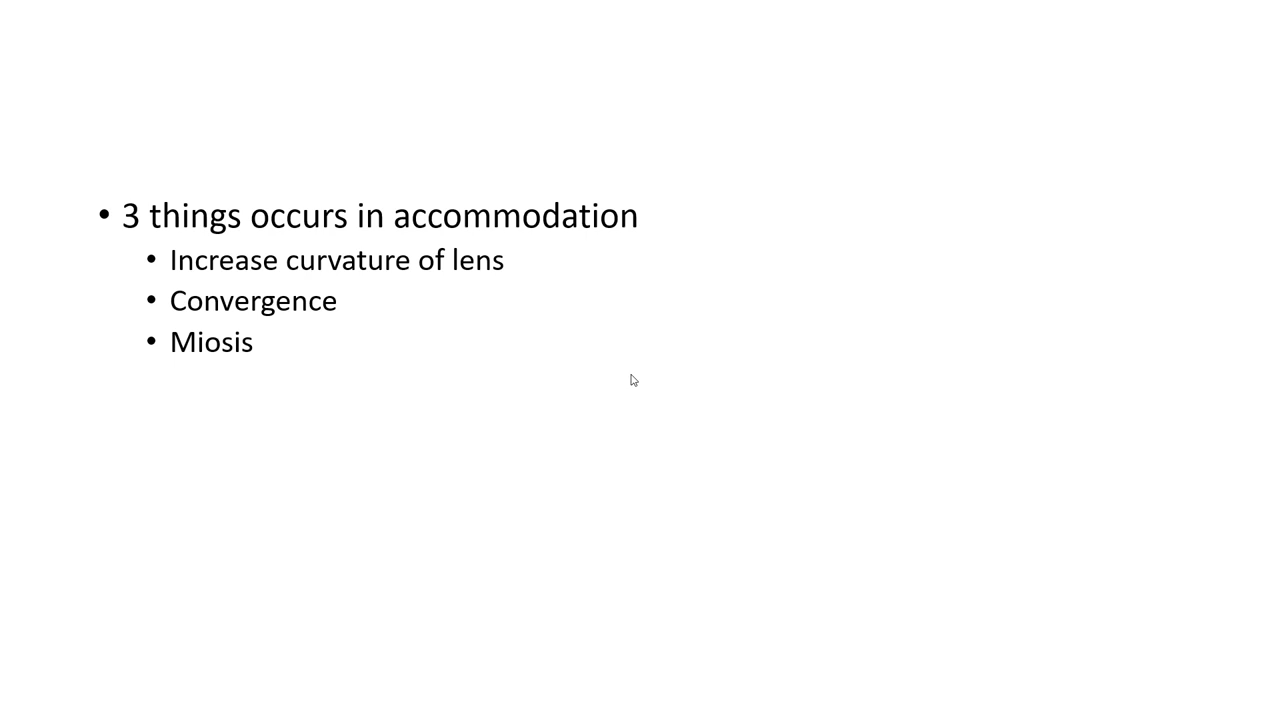 • 3 things occurs in accommodation
• Increase curvature of lens
• Convergence
• Miosis